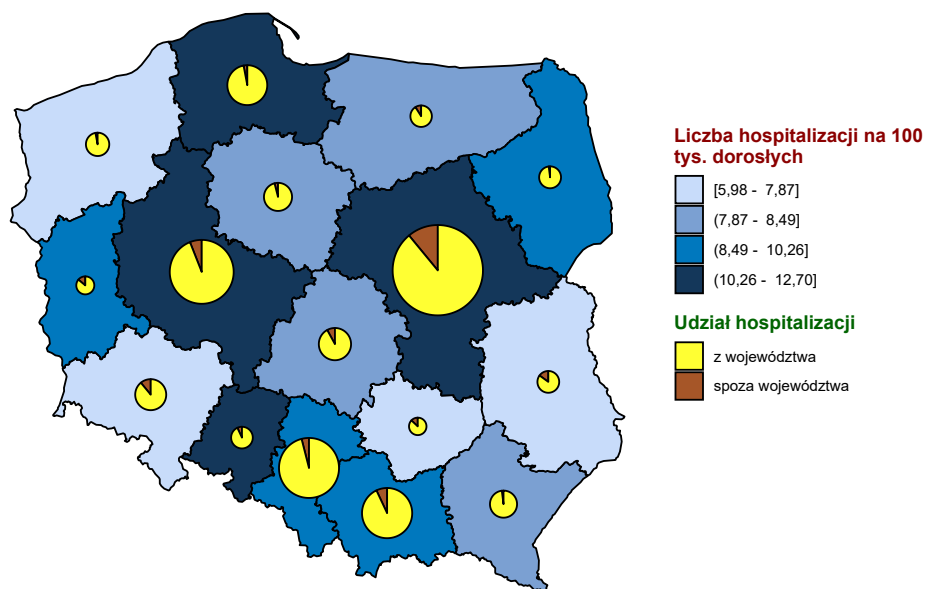 Liczba hospitalizacji na 100
tys. dorosłych
[5,98 - 7,87]
(7,87 - 8,49]
(8,49 - 10,26]
(10,26 - 12,70]
Udział hospitalizacji
z województwa
spoza województwa